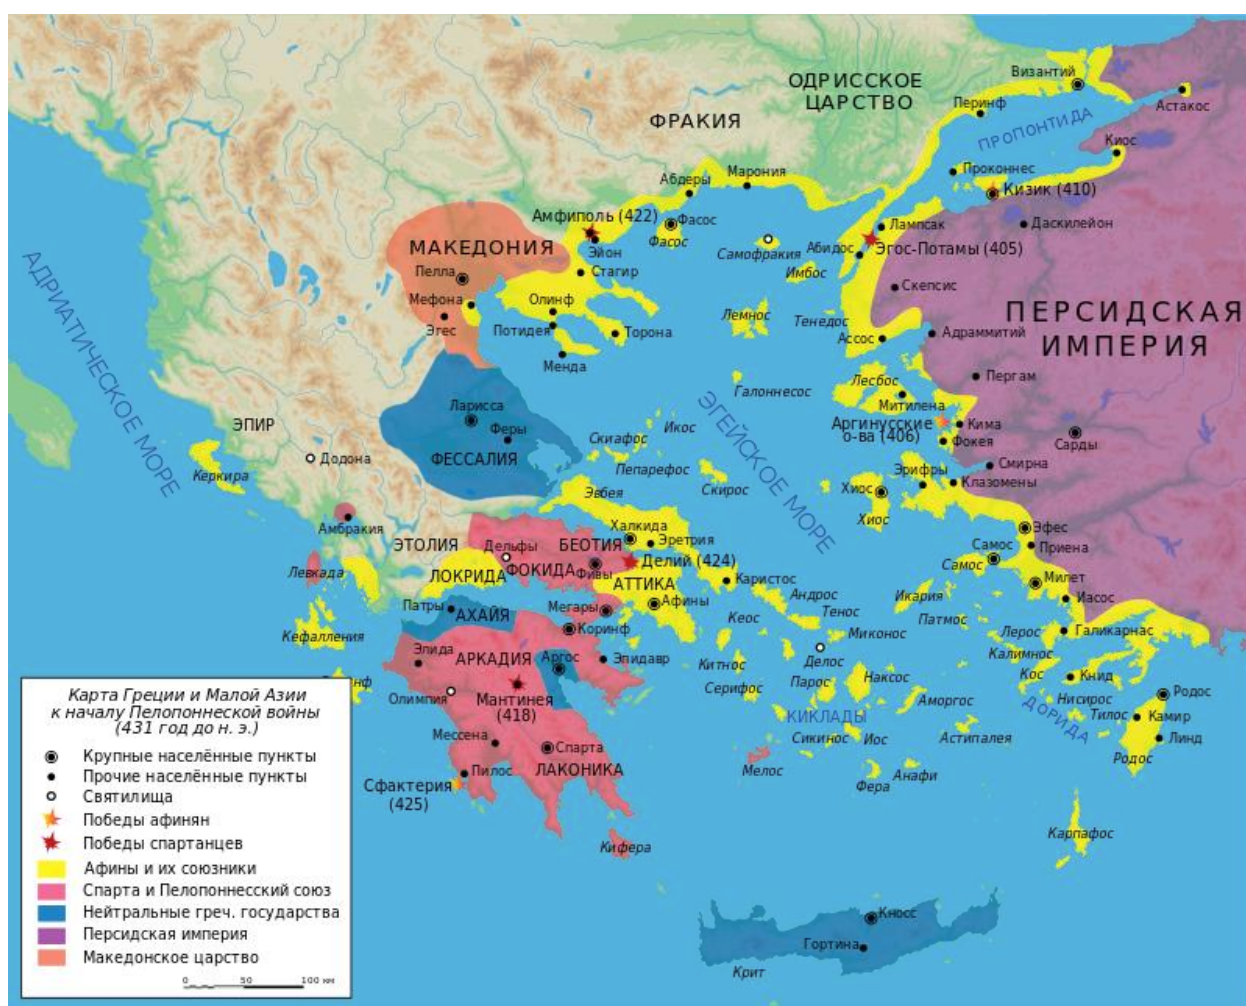 ОДРИССКОЕ
ЦАРСТВО
ФРАКИЯ
Византий
Перинф
ПРОПОНТИДА
Астакос
Киос
Проконнес
Кизик (410)
Даскилейон
Марония
Абдеры
Амфиполь (422)
Фасос
Фасос
Эйон
Самофракия
Лампсак
Абидос
Эгос-Потамы (405)
Имбос
МАКЕДОНИЯ
Пелла
Стагир
Скепсис
Мефона
Олинф
Эгес
Потидея
Торона
Менда
Лемнос
Тенедос
Ассос
Адрамитий
ПЕРСИДСКАЯ
ИМПЕРИЯ
АДРИАТИЧЕСКОЕ МОРЕ
Пергам
Лесбос
Митилена
Галоннесос
ЭГЕЙСКОЕ МОРЕ
Аргинусские
о-ва (406)
Кима
Фокея
Сарды
Ларисса
Феры
ФЕССАЛИЯ
ЭПИР
Додона
Керкира
Скиафос
Икос
Пепарефос
Скирос
Смирна
Эрифры
Клазомены
Хиос
Хиос
Эвбея
Амбракия
Халкида
Эретрия
ЭТОЛИЯ
Дельфы
БЕОТИЯ
ФОКИДА
Фивы
Делий (424)
ЛОКРИДА
АТТИКА
Левкада
Эфес
Приена
Самос
Самос
Милет
Иасос
Каристос
Андрос
Икария
Тенос
Патмос
Патры
АХАЙЯ
Мегары
Афины
Коринф
Кеос
Миконос
Лерос
Галикарнас
Калимнос
Кефалления
Элида
АРКАДИЯ
Аргос
Эпидавр
Китнос
Делос
Кос
Книд
Олимпия
Мантинея
(418)
Серифос
Парос
Наксос
Аморгос
Нисирос
Родос
Тилос
Камир
ДОРИДА
КИКЛАДЫ
Мессена
Спарта
ЛАКОНИКА
Сикинос
Иос
Астипалея
Линд
Родос
Пилос
Сфактерия
(425)
Мелос
Фера
Анафи
Кифера
Карпафос
Кносс
Гортина
Крит
Карта Греции и Малой Азии
к началу Пелопоннеской войны
(431 год до н. э.)
Крупные населённые пункты
Прочие населённые пункты
Святилища
Победы афинян
Победы спартанцев
Афины и их союзники
Спарта и Пелопоннесский союз
Нейтральные греч. государства
Персидская империя
Македонское царство
0 50 100 км